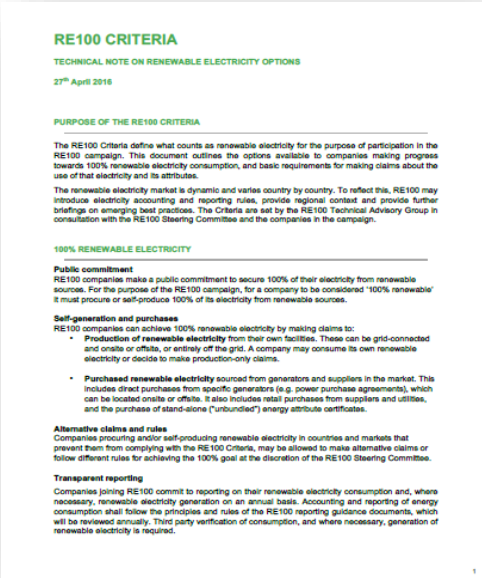 RE100 CRITERIA
TECHNICAL NOTE ON RENEWABLE ELECTRICITY OPTIONS
27th April 2016
PURPOSE OF THE RE100 CRITERIA
The RE100 Criteria define what counts as renewable electricity for the purpose of participation in the
RE100 campaign. This document outlines the options available to companies making progress
towards 100% renewable electricity consumption, and basic requirements for making claims about the
use of that electricity and its attributes.
The renewable electricity market is dynamic and varies country by country. To reflect this, RE100 may
introduce electricity accounting and reporting rules, provide regional context and provide further
briefings on emerging best practices. The Criteria are set by the RE100 Technical Advisory Group in
consultation with the RE100 Steering Committee and the companies in the campaign.
100% RENEWABLE ELECTRICITY
Public commitment
RE100 companies make a public commitment to secure 100% of their electricity from renewable
sources. For the purpose of the RE100 campaign, for a company to be considered '100% renewable'
it must procure or self-produce 100% of its electricity from renewable sources.
Self-generation and purchases
RE100 companies can achieve 100% renewable electricity by making claims to:
• Production of renewable electricity from their own facilities. These can be grid-connected
and onsite or offsite, or entirely off the grid. A company may consume its own renewable
electricity or decide to make production-only claims.
• Purchased renewable electricity sourced from generators and suppliers in the market. This
includes direct purchases from specific generators (e.g. power purchase agreements), which
can be located onsite or offsite. It also includes retail purchases from suppliers and utilities,
and the purchase of stand-alone ("unbundled") energy attribute certificates.
Alternative claims and rules
Companies procuring and/or self-producing renewable electricity in countries and markets that
prevent them from complying with the RE100 Criteria, may be allowed to make alternative claims or
follow different rules for achieving the 100% goal at the discretion of the RE100 Steering Committee.
Transparent reporting
Companies joining RE100 commit to reporting on their renewable electricity consumption and, where
necessary, renewable electricity generation on an annual basis. Accounting and reporting of energy
consumption shall follow the principles and rules of the RE100 reporting guidance documents, which
will be reviewed annually. Third party verification of consumption, and where necessary, generation of
renewable electricity is required.
1